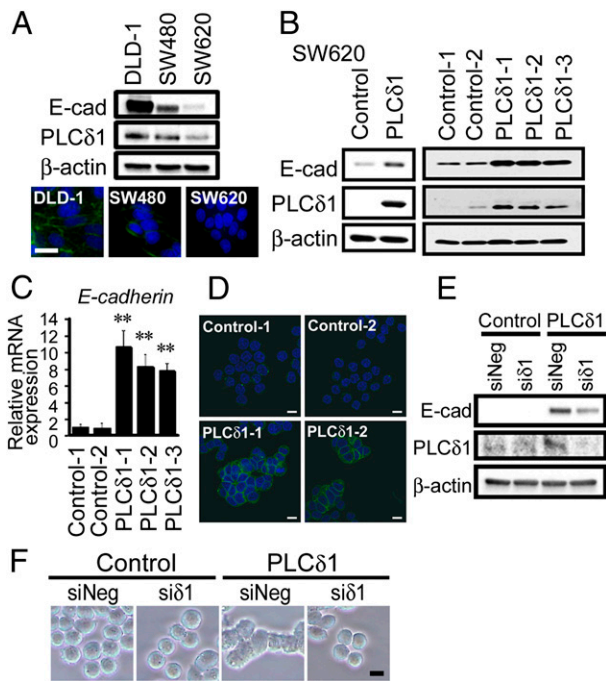 A
DLD-1
SW480
SW620
E-cad
PLCδ1
β-actin
DLD-1
SW480
SW620
B
SW620
Control
PLCδ1
Control-1
Control-2
PLCδ1-1
PLCδ1-2
PLCδ1-3
E-cad
PLCδ1
β-actin
C
E-cadherin
Relative mRNA
expression
14
12
10
8
6
4
2
0
**
**
**
Control-1
Control-2
PLCδ1-1
PLCδ1-2
PLCδ1-3
D
Control-1
Control-2
PLCδ1-1
PLCδ1-2
E
Control
PLCδ1
siNeg
siδ1
siNeg
siδ1
E-cad
PLCδ1
β-actin
F
Control
PLCδ1
siNeg
siδ1
siNeg
siδ1